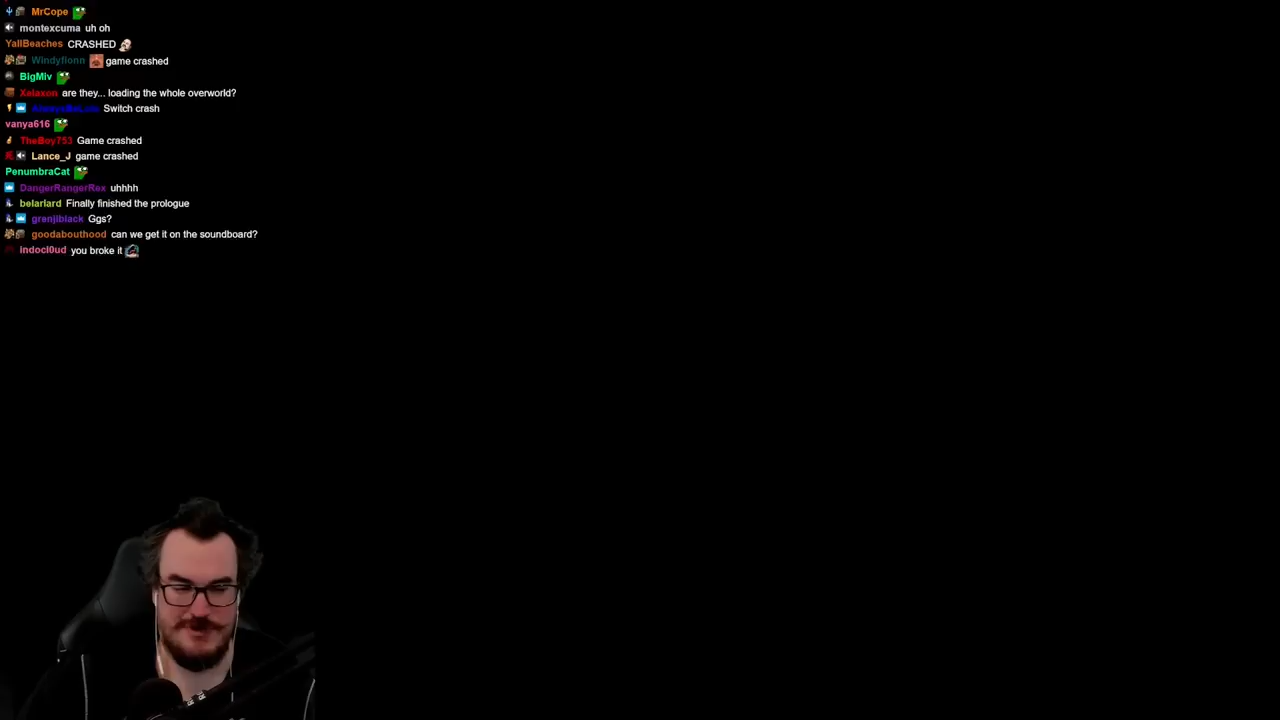 MrCope
montexcuma uh oh
YallBeaches CRASHED
Windyfionn game crashed
BigMiv
Xalaxon are they... loading the whole overworld?
Switch crash
vanya616
TheBoy753 Game crashed
Lance_J game crashed
PenumbraCat
DangerRangerRex uhhhh
belariard Finally finished the prologue
grenjiblack Ggs?
goodabouthood can we get it on the soundboard?
indocl0ud you broke it